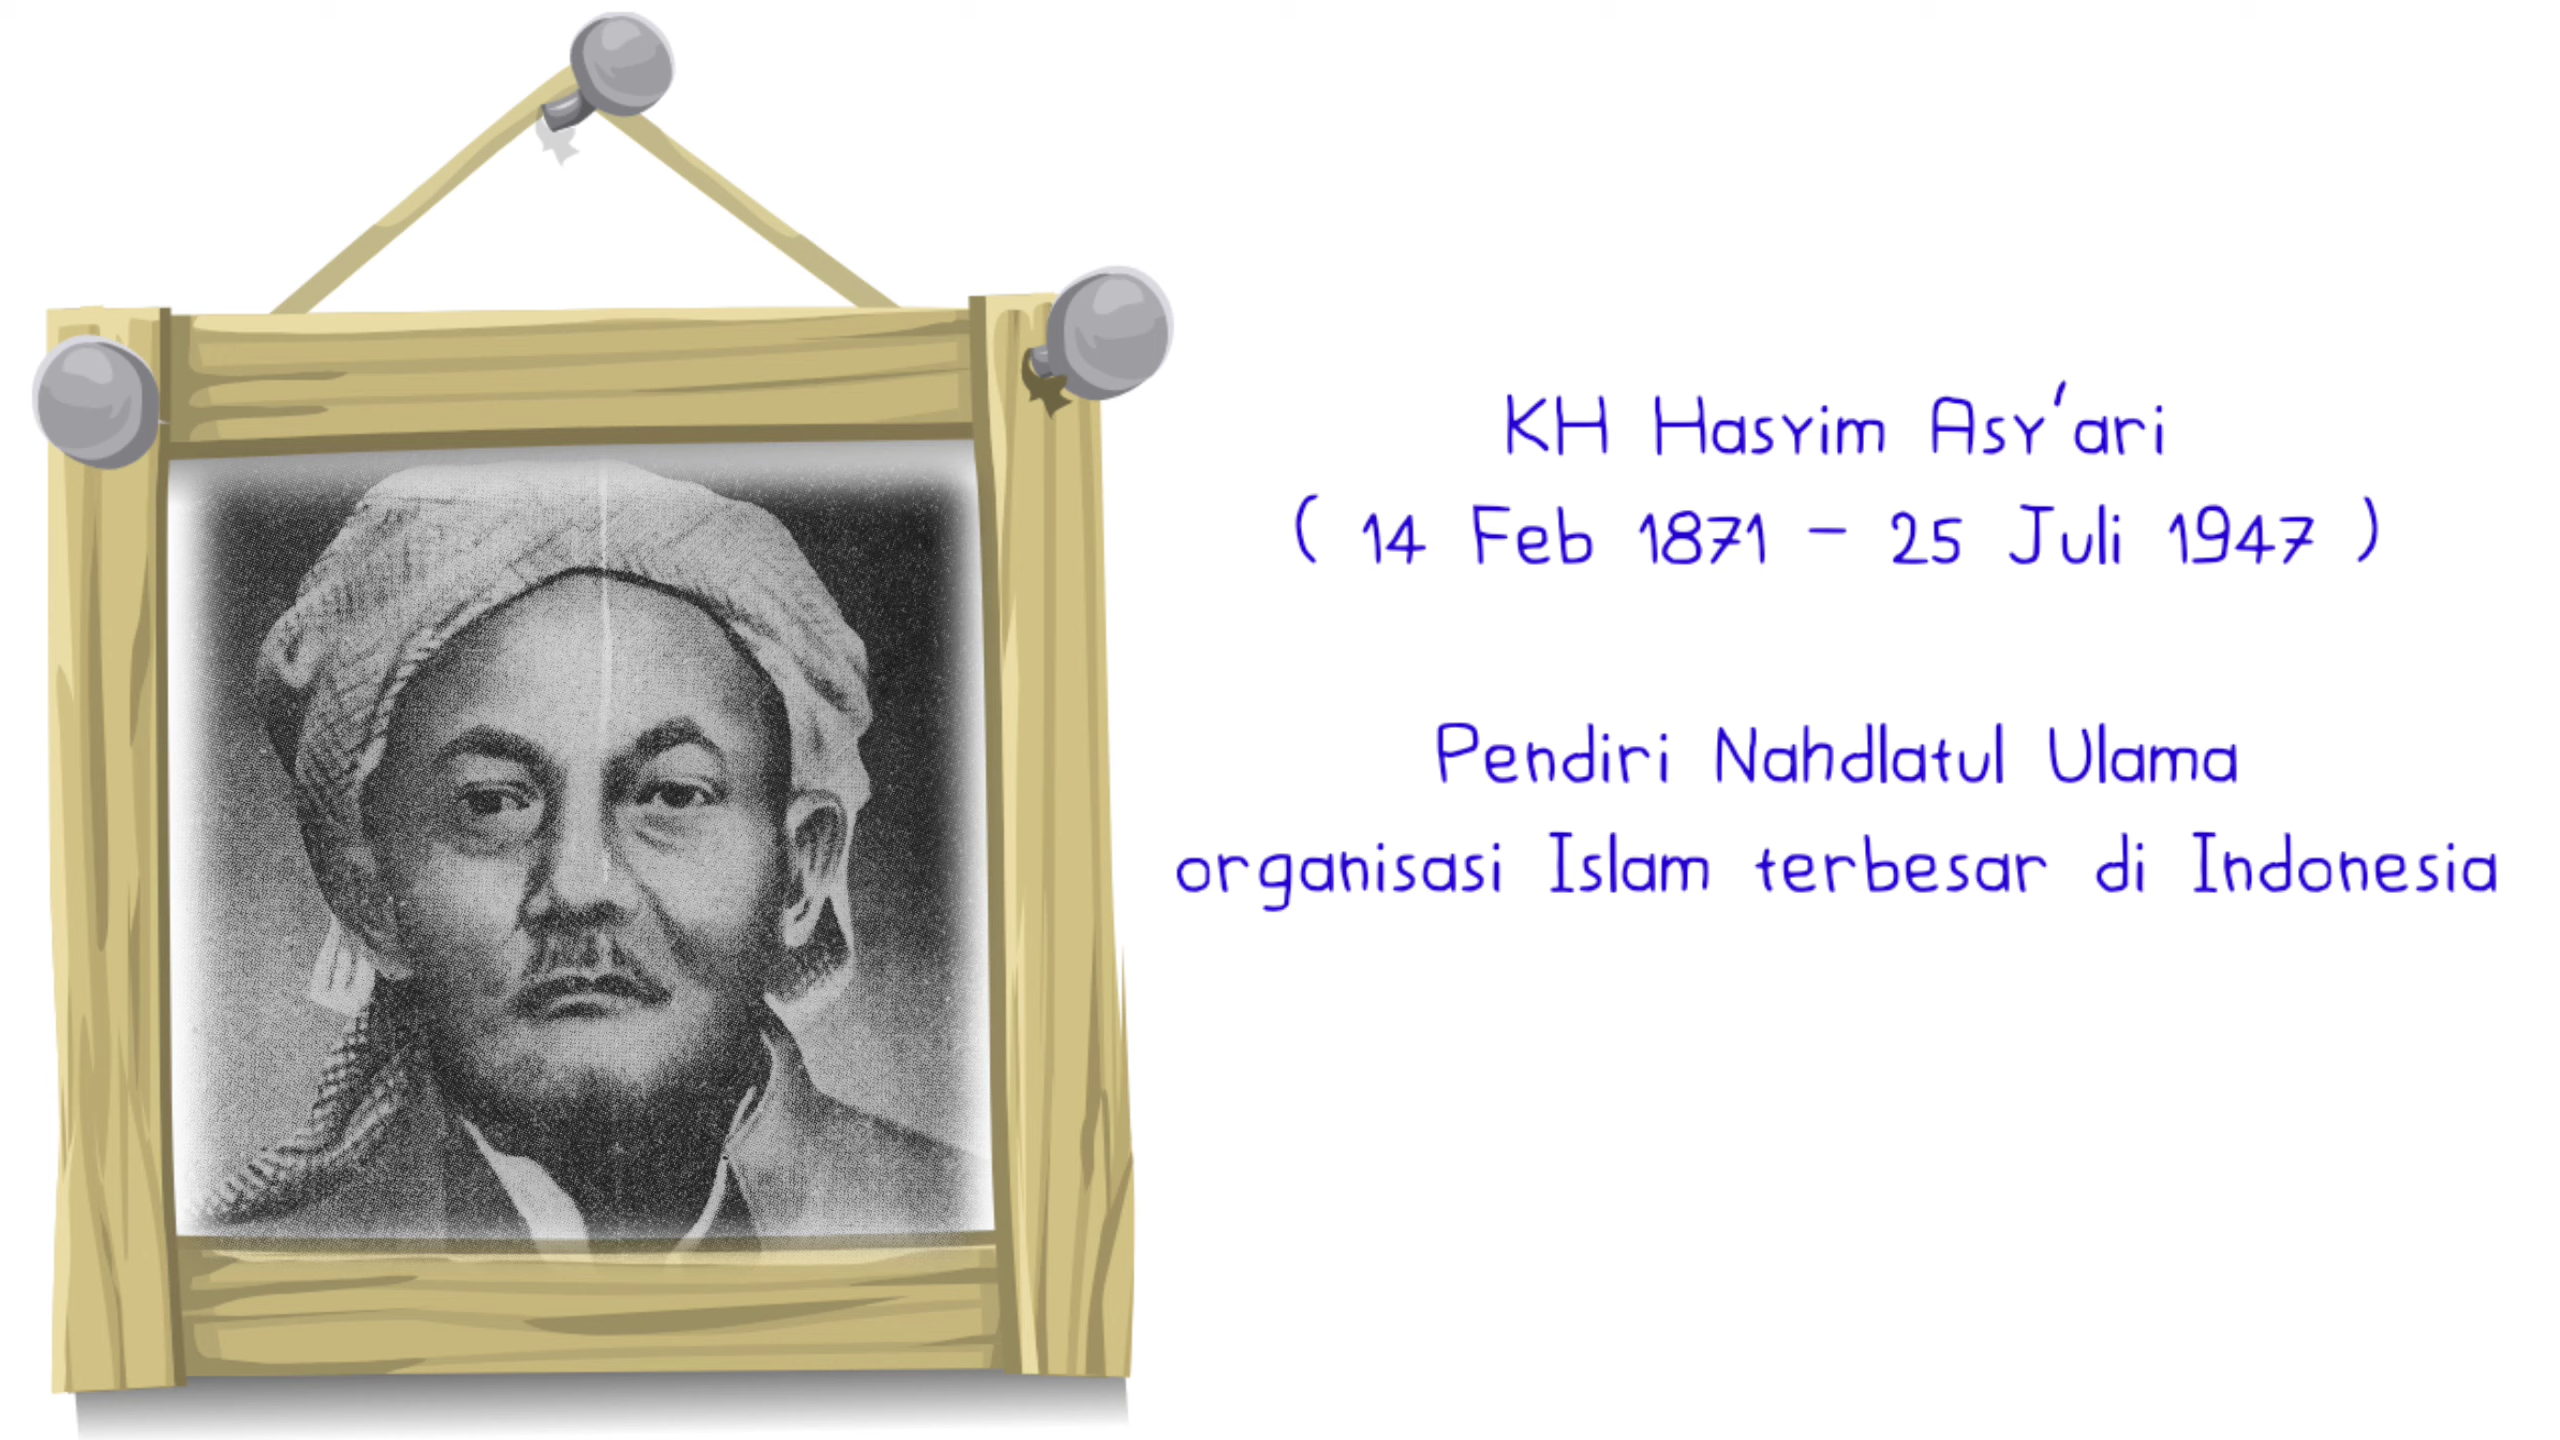 KH Hasyim Asy'ari
( 14 Feb 1871 - 25 Juli 1947 )
Pendiri Nahdlatul Ulama
organisasi Islam terbesar di Indonesia